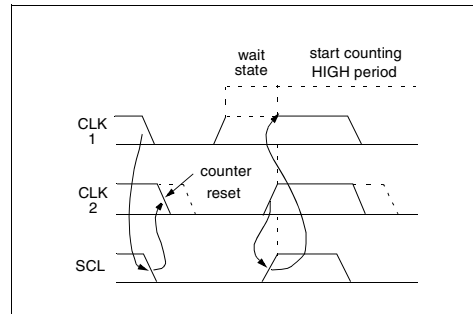 wait
state
start counting
HIGH period
CLK
1
counter
reset
CLK
2
SCL